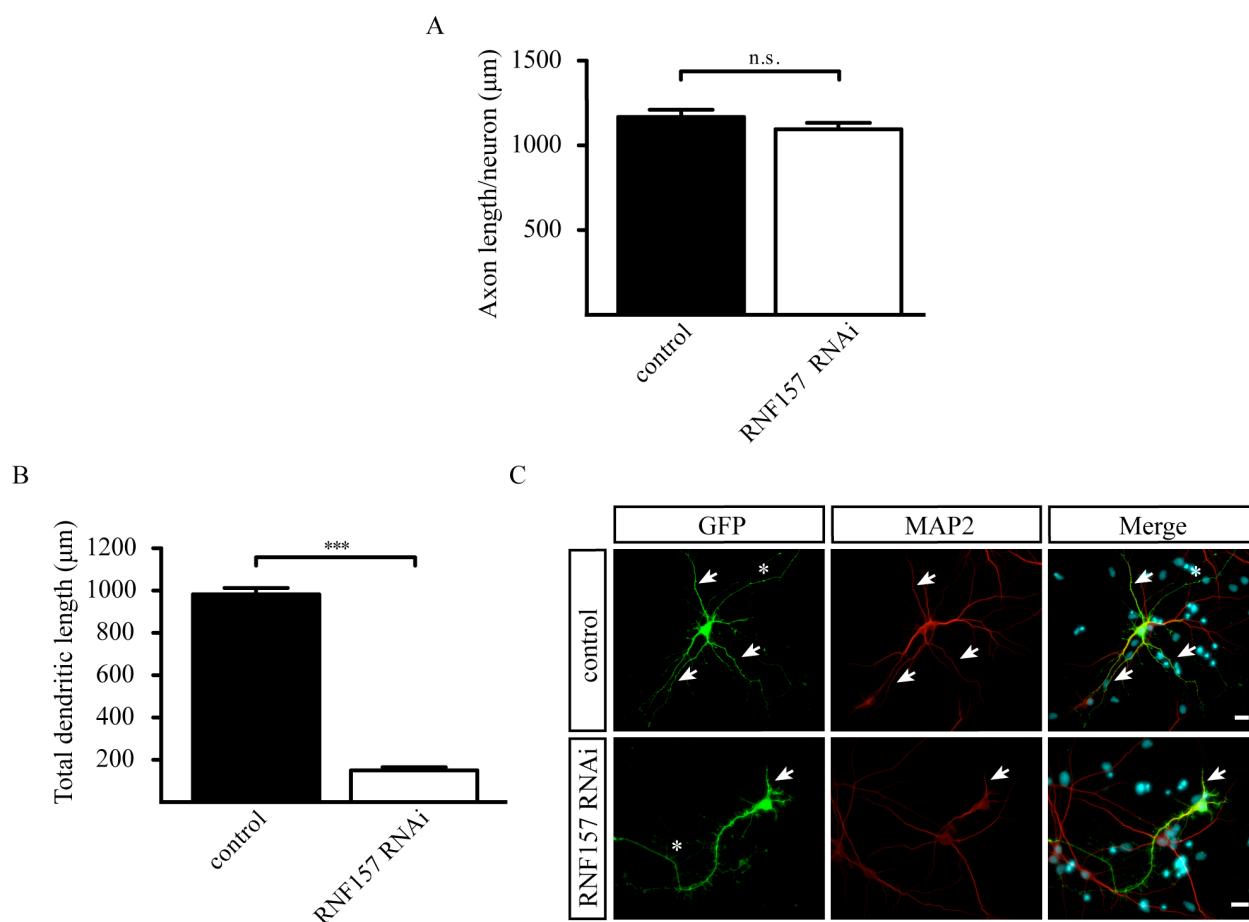 A
1500
1000
500
Axon length/neuron (µm)
n.s.
control
RNF157 RNAi
B
1200
1000
800
600
400
200
Total dendritic length (µm)
***
control
RNF157 RNAi
C
GFP MAP2 Merge
control
* *
RNF157 RNAi
*